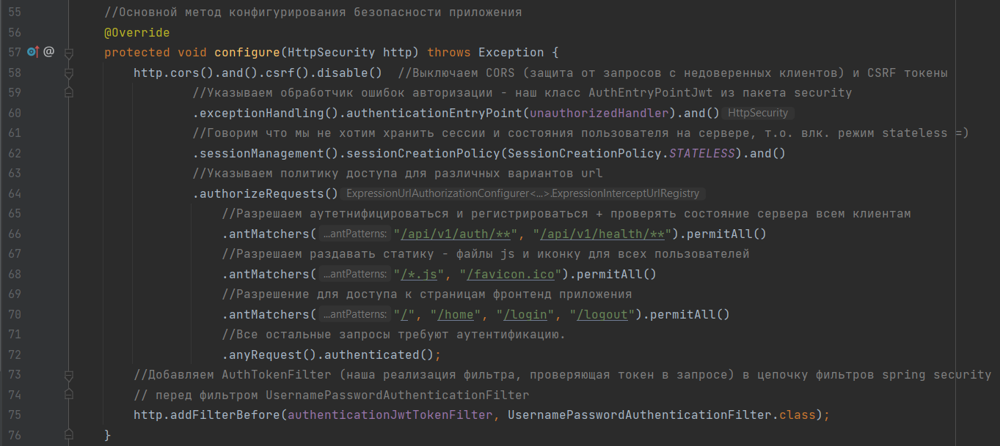 55 //Основной метод конфигурирования безопасности приложения
56 @Override
57 @ protected void configure(HttpSecurity http) throws Exception {
58 http.cors().and().csrf().disable() //Выключаем CORS (защита от запросов с недоверенных клиентов) и CSRF токены
59 //Указываем обработчик ошибок авторизации - наш класс AuthEntryPointJwt из пакета security
60 .exceptionHandling().authenticationEntryPoint(unauthorizedHandler).and() HttpSecurity
61 //Говорим что мы не хотим хранить сессии и состояния пользователя на сервере, т.о. влк. режим stateless =)
62 .sessionManagement().sessionCreationPolicy(SessionCreationPolicy.STATELESS).and()
63 //Указываем политику доступа для различных вариантов url
64 .authorizeRequests() ExpressionUrlAuthorizationConfigurer<...>.ExpressionInterceptUrlRegistry
65 //Разрешаем аутетнифицироваться и регистрироваться + проверять состояние сервера всем клиентам
66 .antMatchers( ...antPatterns: "/api/v1/auth/**", "/api/v1/health/**").permitAll()
67 //Разрешаем раздавать статику - файлы js и иконку для всех пользователей
68 .antMatchers( ...antPatterns: "/*.js", "/favicon.ico").permitAll()
69 //Разрешение для доступа к страницам фронтенд приложения
70 .antMatchers( ...antPatterns: "/", "/home", "/login", "/logout").permitAll()
71 //Все остальные запросы требуют аутентификацию.
72 .anyRequest().authenticated();
73 //Добавляем AuthTokenFilter (наша реализация фильтра, проверяющая токен в запросе) в цепочку фильтров spring security
74 // перед фильтром UsernamePasswordAuthenticationFilter
75 http.addFilterBefore(authenticationJwtTokenFilter, UsernamePasswordAuthenticationFilter.class);
76 }